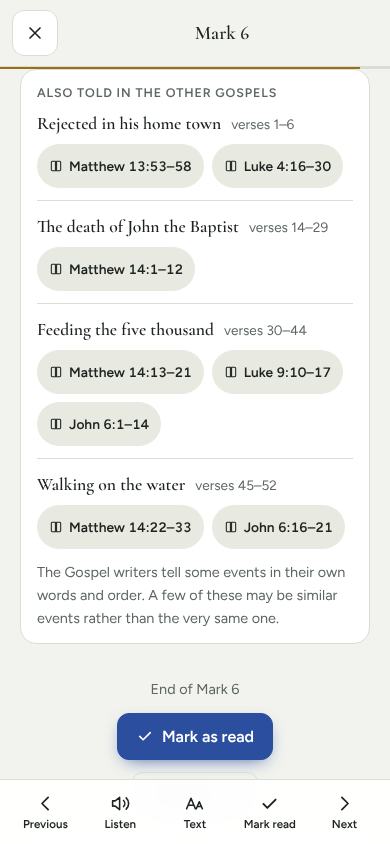 Mark 6
ALSO TOLD IN THE OTHER GOSPELS
Rejected in his home town verses 1–6
Matthew 13:53–58 Luke 4:16–30
The death of John the Baptist verses 14–29
Matthew 14:1–12
Feeding the five thousand verses 30–44
Matthew 14:13–21 Luke 9:10–17
John 6:1–14
Walking on the water verses 45–52
Matthew 14:22–33 John 6:16–21
The Gospel writers tell some events in their own
words and order. A few of these may be similar
events rather than the very same one.
End of Mark 6
Mark as read
Previous Listen Text Mark read Next